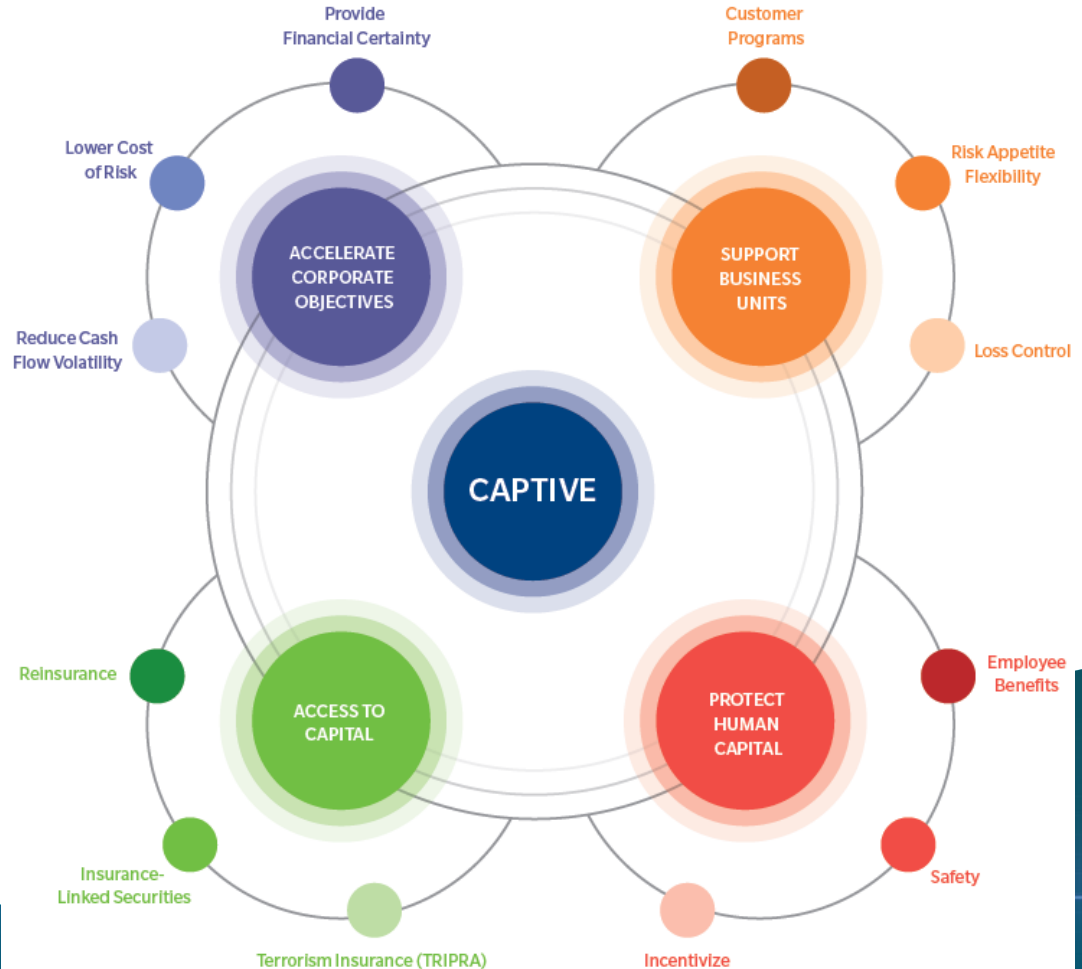 Provide
Financial Certainty
Customer
Programs
Lower Cost
of Risk
Risk Appetite
Flexibility
ACCELERATE
CORPORATE
OBJECTIVES
SUPPORT
BUSINESS
UNITS
Reduce Cash
Flow Volatility
Loss Control
CAPTIVE
Reinsurance
Employee
Benefits
ACCESS TO
CAPITAL
PROTECT
HUMAN
CAPITAL
Insurance-
Linked Securities
Safety
Terrorism Insurance (TRIPRA)
Incentivize